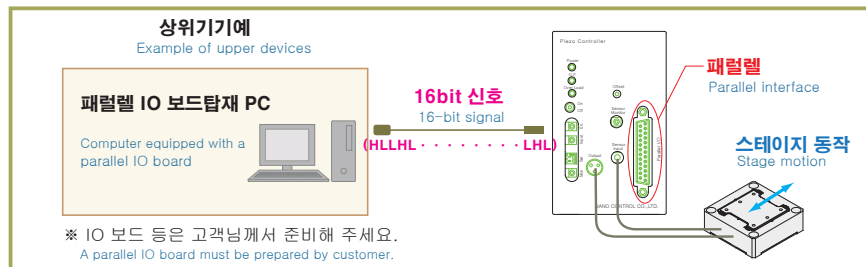 상위기기예
Example of upper devices
패럴렐 IO 보드탑재 PC
Computer equipped with a
parallel IO board
※ IO 보드 등은 고객님께서 준비해 주세요.
A parallel IO board must be prepared by customer.
16bit 신호
16-bit signal
(HLLHL · · · · · · · · LHL)
Piezo Controller
Power
Over Load
On
Off
Offset
Sensor
Monitor
Sensor
Input
Output
Parallel I/O
NANO CONTROL CO.,LTD.
패럴렐
Parallel interface
스테이지 동작
Stage motion